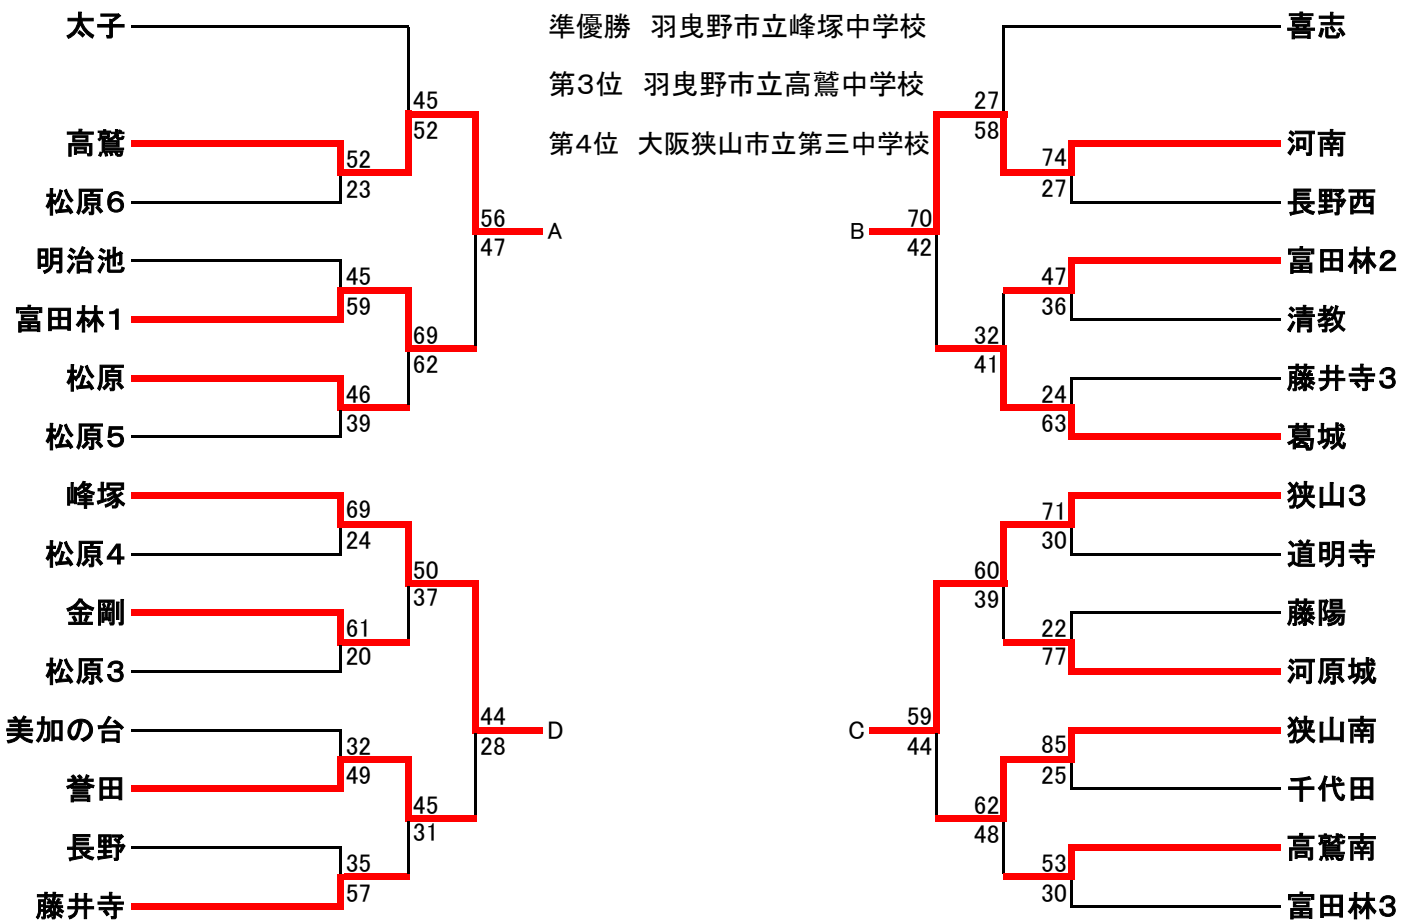 太子
準優勝　羽曳野市立峰塚中学校
喜志
第3位　羽曳野市立高鷲中学校
45
27
52
58
高鷲
第4位　大阪狭山市立第三中学校
河南
52
74
23
27
松原6
長野西
56
70
A
B
47
42
明治池
富田林2
45
47
59
36
富田林1
清教
69
32
62
41
松原
藤井寺3
46
24
39
63
松原5
葛城
峰塚
狭山3
69
71
24
30
松原4
道明寺
50
60
37
39
金剛
藤陽
61
22
20
77
松原3
河原城
44
59
美加の台
D
C
狭山南
28
44
32
85
49
25
誉田
千代田
45
62
31
48
長野
高鷲南
35
53
57
30
藤井寺
富田林3